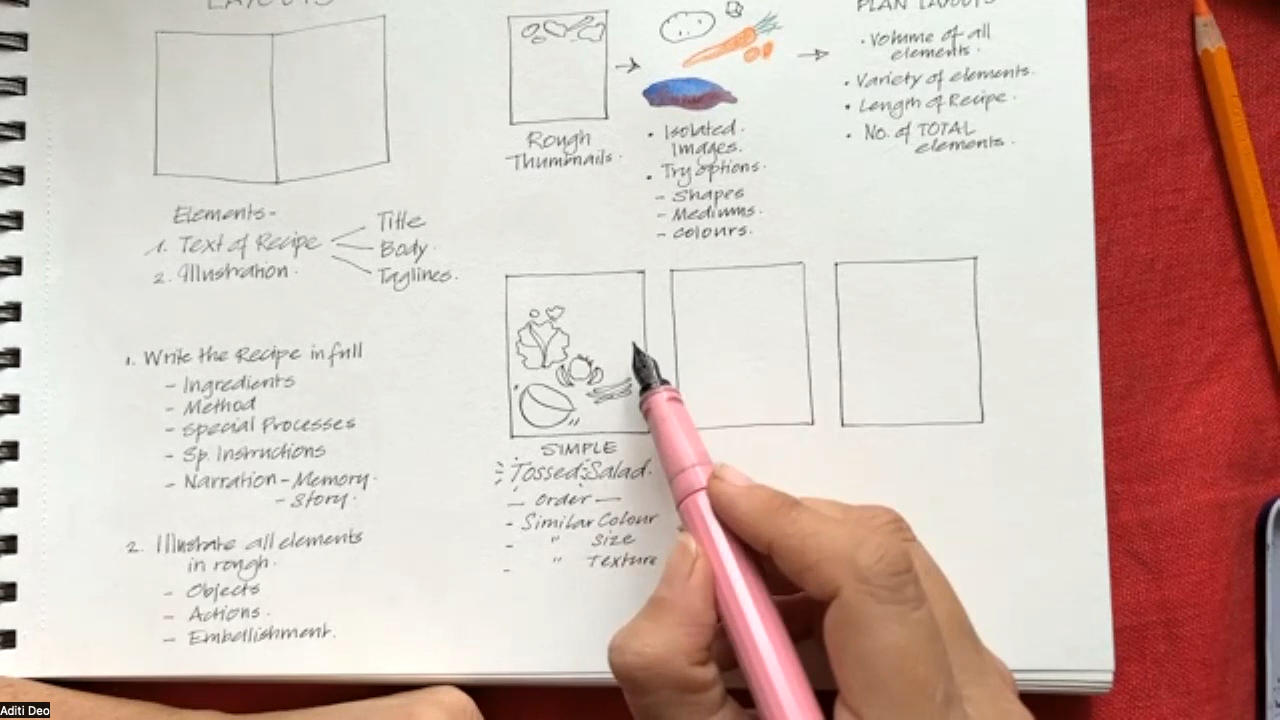 LAYOUTS
Elements-
1. Text of Recipe
2. Illustration.
Title
Body.
Taglines.
1. Write the Recipe in full
- Ingredients
- Method
- Special Processes
- Sp. Instructions
- Narration - Memory.
- Story.
2. Illustrate all elements
in rough.
- Objects
- Actions.
- Embellishment.
Rough
Thumbnails.
• Isolated.
Images.
• Try options.
- Shapes
- Mediums.
- Colours.
PLAN LAYOUTS
• Volume of all
elements.
• Variety of elements.
• Length of Recipe.
• No. of TOTAL
elements.
SIMPLE
Tossed Salad.
- Order -
- Similar Colour
- " Size
- " Texture
Aditi Deo